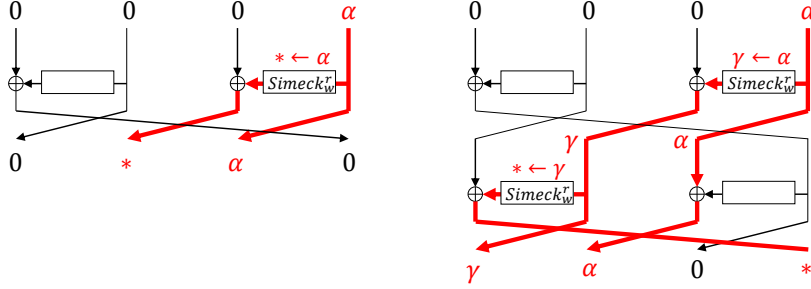 0 0 0 α
* ← α
Simeck_w^r
0 * α 0
0 0 0 α
γ ← α
Simeck_w^r
γ α
* ← γ
Simeck_w^r
γ α 0 *